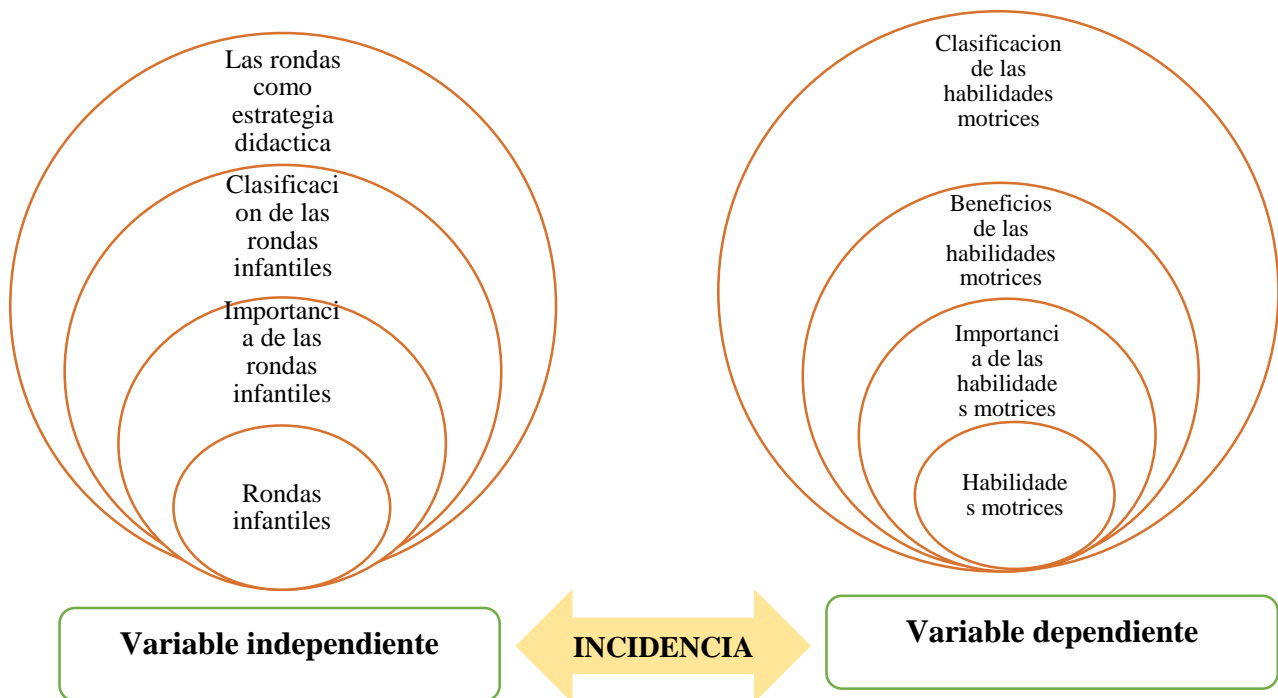 Las rondas
como
estrategia
didactica
Clasificaci
on de las
rondas
infantiles
Importanci
a de las
rondas
infantiles
Rondas
infantiles
Variable independiente
INCIDENCIA
Clasificacion
de las
habilidades
motrices
Beneficios
de las
habilidades
motrices
Importanci
a de las
habilidade
s motrices
Habilidade
s motrices
Variable dependiente